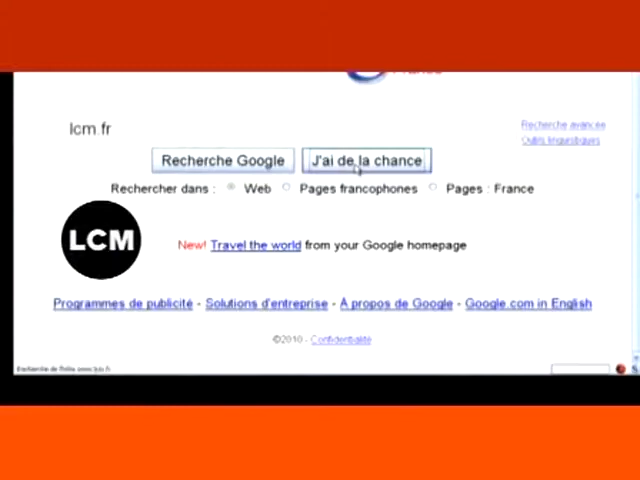 lcm.fr
Recherche avancée
Outils linguistiques
Recherche Google J'ai de la chance
Rechercher dans : Web Pages francophones Pages : France
LCM
New! Travel the world from your Google homepage
Programmes de publicité - Solutions d'entreprise - À propos de Google - Google.com in English
©2010 - Confidentialité